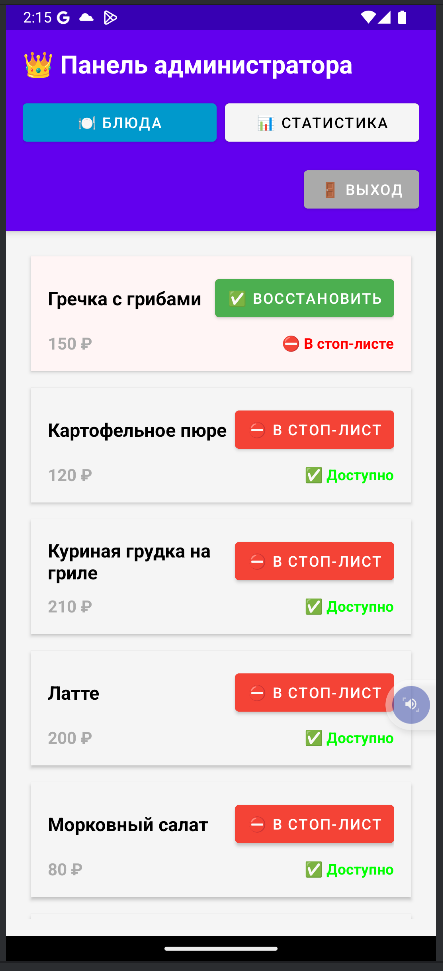 2:15
👑 Панель администратора
🍽️ БЛЮДА
📊 СТАТИСТИКА
🚪 ВЫХОД
Гречка с грибами
✅ ВОССТАНОВИТЬ
150 ₽
⛔ В стоп-листе
Картофельное пюре
⛔ В СТОП-ЛИСТ
120 ₽
✅ Доступно
Куриная грудка на
гриле
⛔ В СТОП-ЛИСТ
210 ₽
✅ Доступно
Латте
⛔ В СТОП-ЛИСТ
200 ₽
✅ Доступно
Морковный салат
⛔ В СТОП-ЛИСТ
80 ₽
✅ Доступно